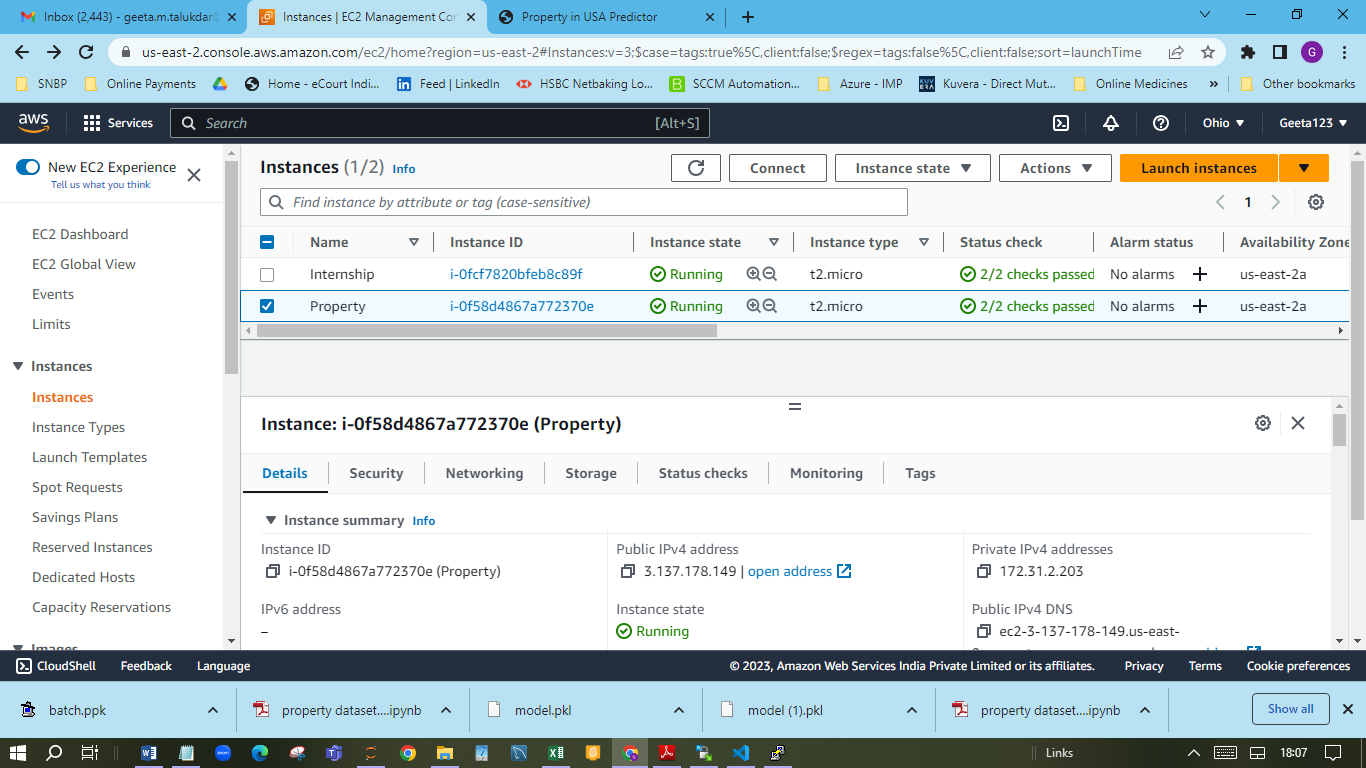 Inbox (2,443) - geeta.m.talukdar@
Instances | EC2 Management Con
Property in USA Predictor
us-east-2.console.aws.amazon.com/ec2/home?region=us-east-2#Instances:v=3;$case=tags:true%5C,client:false;$regex=tags:false%5C,client:false;sort=launchTime
G
SNBP
Online Payments
Home - eCourt Indi...
Feed | LinkedIn
HSBC Netbaking Lo...
SCCM Automation...
Azure - IMP
Kuvera - Direct Mut...
Online Medicines
»
Other bookmarks
aws
Services
Search
[Alt+S]
Ohio
Geeta123
New EC2 Experience
Tell us what you think
EC2 Dashboard
EC2 Global View
Events
Limits
Instances
Instances
Instance Types
Launch Templates
Spot Requests
Savings Plans
Reserved Instances
Dedicated Hosts
Capacity Reservations
Images
Instances (1/2) Info
Connect
Instance state
Actions
Launch instances
Find instance by attribute or tag (case-sensitive)
1
Name Instance ID Instance state Instance type Status check Alarm status Availability Zone
Internship i-0fcf7820bfeb8c89f Running t2.micro 2/2 checks passed No alarms + us-east-2a
Property i-0f58d4867a772370e Running t2.micro 2/2 checks passed No alarms + us-east-2a
Instance: i-0f58d4867a772370e (Property)
Details Security Networking Storage Status checks Monitoring Tags
Instance summary Info
Instance ID
i-0f58d4867a772370e (Property)
Public IPv4 address
3.137.178.149 | open address
Private IPv4 addresses
172.31.2.203
IPv6 address
–
Instance state
Running
Public IPv4 DNS
ec2-3-137-178-149.us-east-
CloudShell Feedback Language
© 2023, Amazon Web Services India Private Limited or its affiliates. Privacy Terms Cookie preferences
batch.ppk
property dataset....ipynb
model.pkl
model (1).pkl
property dataset....ipynb
Show all
Links
18:07